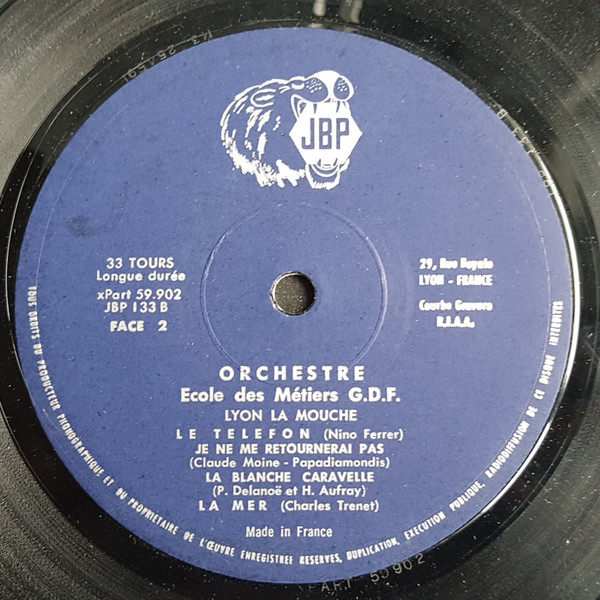 JBP
33 TOURS
Longue durée
xPart 59.902
JBP 133 B
FACE 2
29, Rue Royale
LYON - FRANCE
Courbe Gravure
R.I.A.A.
ORCHESTRE
Ecole des Métiers G.D.F.
LYON LA MOUCHE
LE TELEFON (Nino Ferrer)
JE NE ME RETOURNERAI PAS
(Claude Moine - Papadiamondis)
LA BLANCHE CARAVELLE
(P. Delanoë et H. Aufray)
LA MER (Charles Trenet)
Made in France
TOUS DROITS DU PRODUCTEUR PHONOGRAPHIQUE ET DU PROPRIETAIRE DE L'ŒUVRE ENREGISTREE RESERVES, DUPLICATION, EXECUTION PUBLIQUE, RADIODIFFUSION DE CE DISQUE INTERDITES
PART 59902